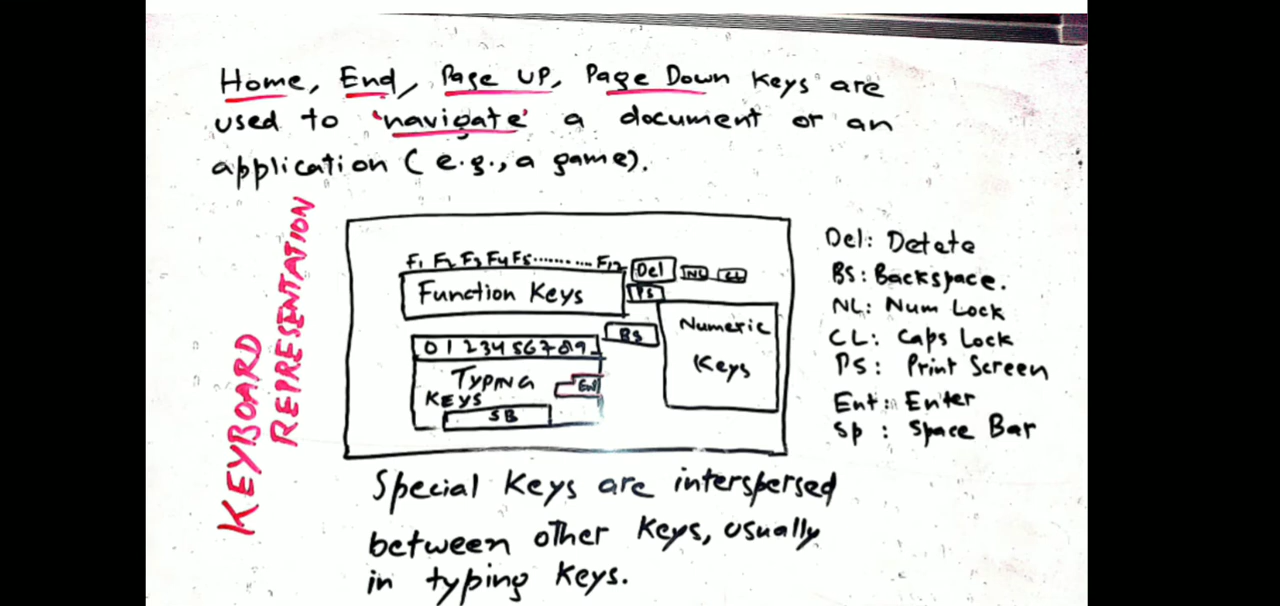 Home, End, Page UP, Page Down Keys are
used to 'navigate' a document or an
application (e.g., a game).
KEYBOARD
REPRESENTATION
F1 F2 F3 F4 F5 .......... F12
Del NL CL
Function Keys
PS
BS
0 1 2 3 4 5 6 7 8 9
Numeric
Keys
TYPING
KEYS
Ent
SB
Del: Delete
BS: Backspace.
NL: Num Lock
CL: Caps Lock
PS: Print Screen
Ent: Enter
Sp : Space Bar
Special Keys are interspersed
between other Keys, usually
in typing Keys.